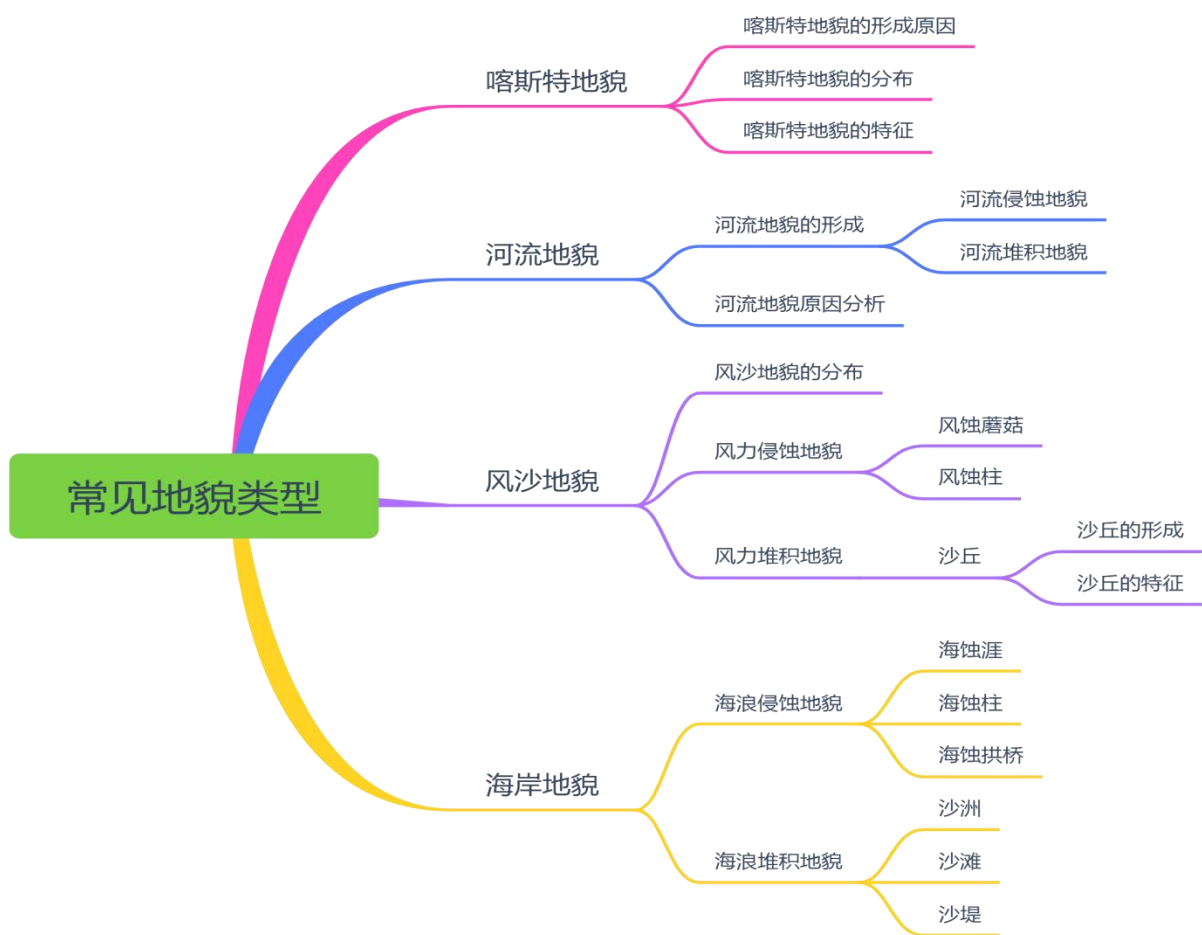 常见地貌类型
喀斯特地貌
喀斯特地貌的形成原因
喀斯特地貌的分布
喀斯特地貌的特征
河流地貌
河流地貌的形成
河流侵蚀地貌
河流堆积地貌
河流地貌原因分析
风沙地貌
风沙地貌的分布
风力侵蚀地貌
风蚀蘑菇
风蚀柱
风力堆积地貌
沙丘
沙丘的形成
沙丘的特征
海岸地貌
海浪侵蚀地貌
海蚀涯
海蚀柱
海蚀拱桥
海浪堆积地貌
沙洲
沙滩
沙堤